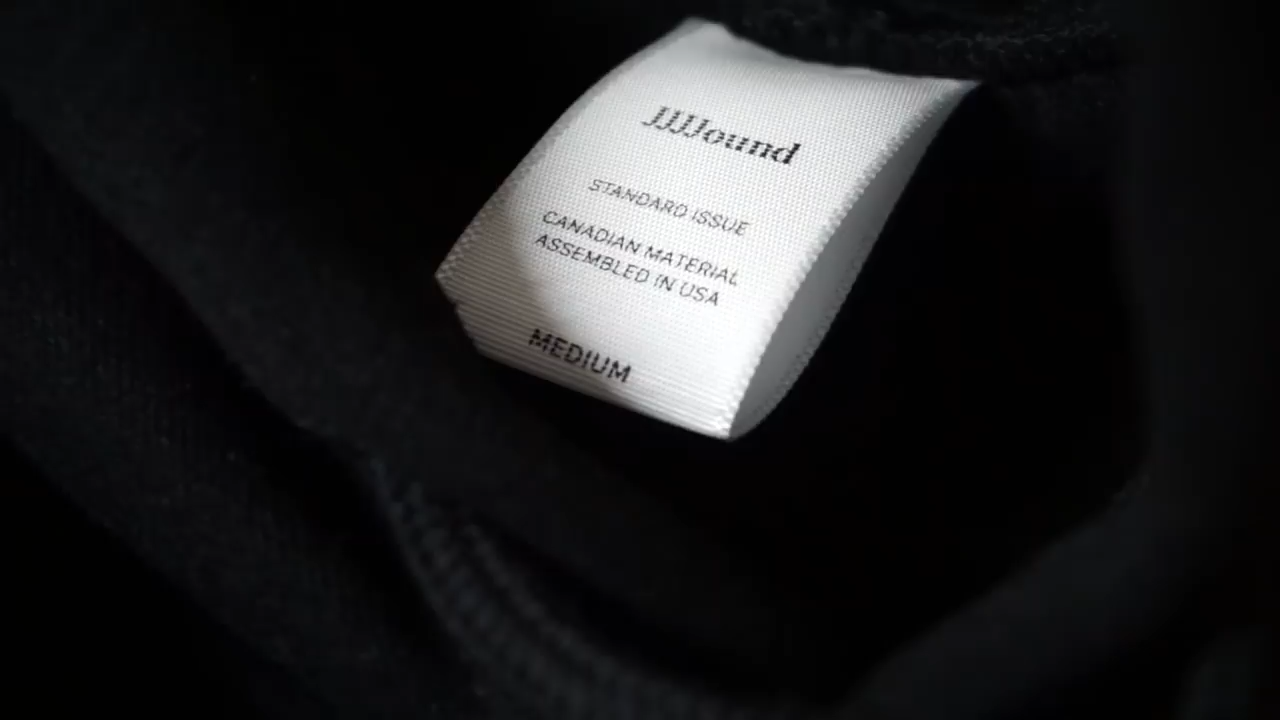 JJJJound
STANDARD ISSUE
CANADIAN MATERIAL
ASSEMBLED IN USA
MEDIUM